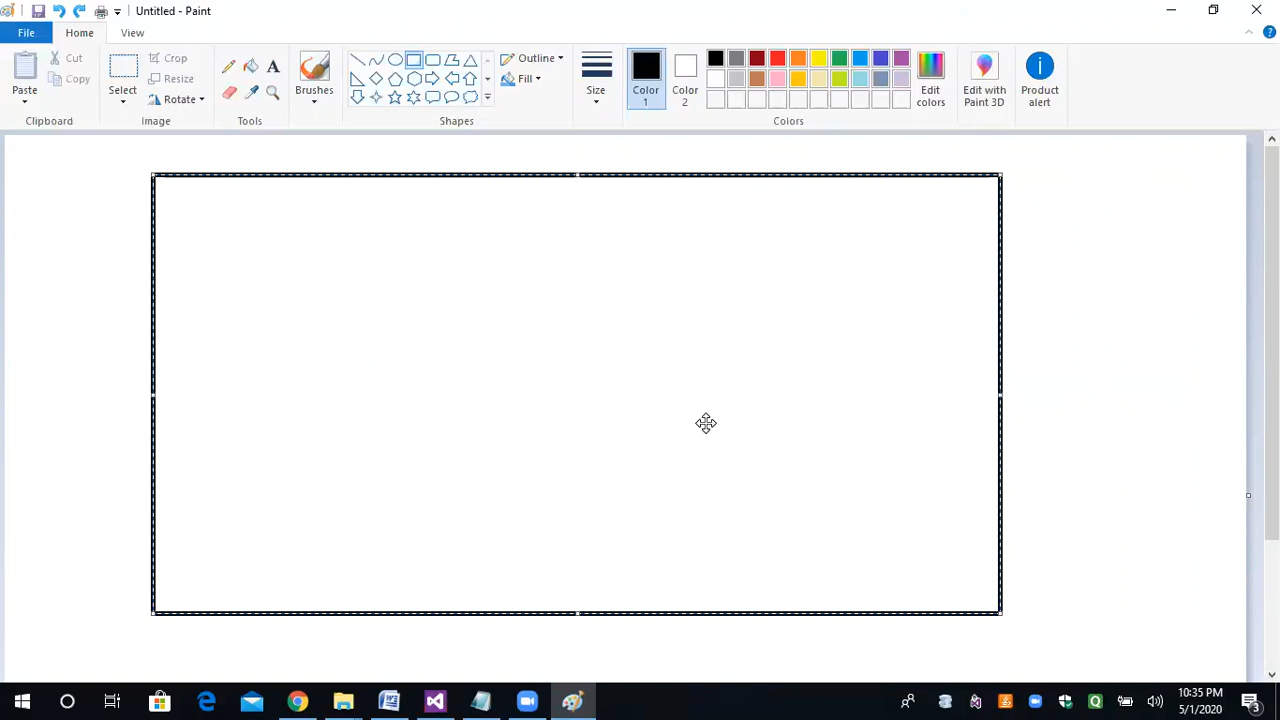 Untitled - Paint
File Home View
Paste
Cut
Copy
Clipboard
Select
Crop
Resize
Rotate
Image
A
Tools
Brushes
Shapes
Outline
Fill
Size
Color 1
Color 2
Edit colors
Colors
Edit with Paint 3D
Product alert
10:35 PM
5/1/2020
3